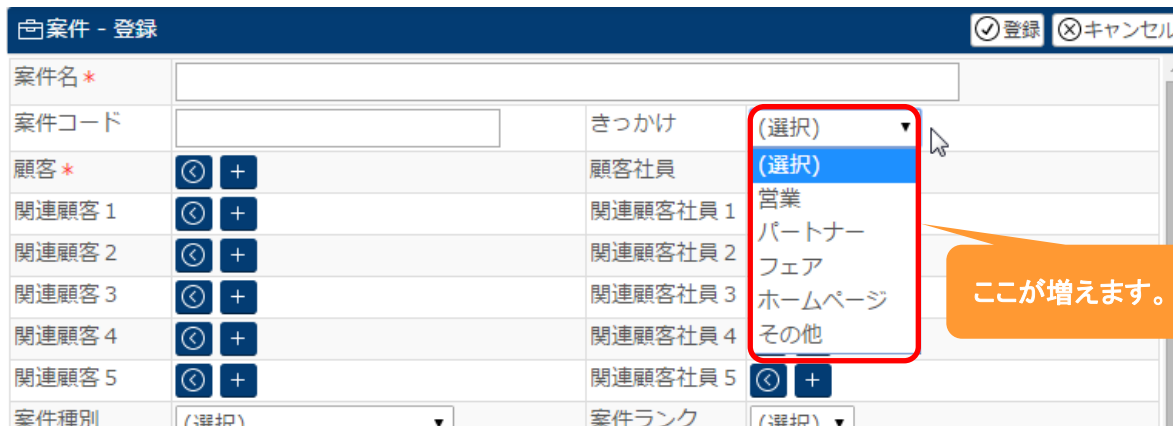 案件 - 登録
登録
キャンセル
案件名*
案件コード
きっかけ
(選択)
顧客*
顧客社員
(選択)
営業
パートナー
フェア
ホームページ
その他
関連顧客1
関連顧客社員1
関連顧客2
関連顧客社員2
関連顧客3
関連顧客社員3
関連顧客4
関連顧客社員4
関連顧客5
関連顧客社員5
ここが増えます。
案件種別
(選択)
案件ランク
(選択)